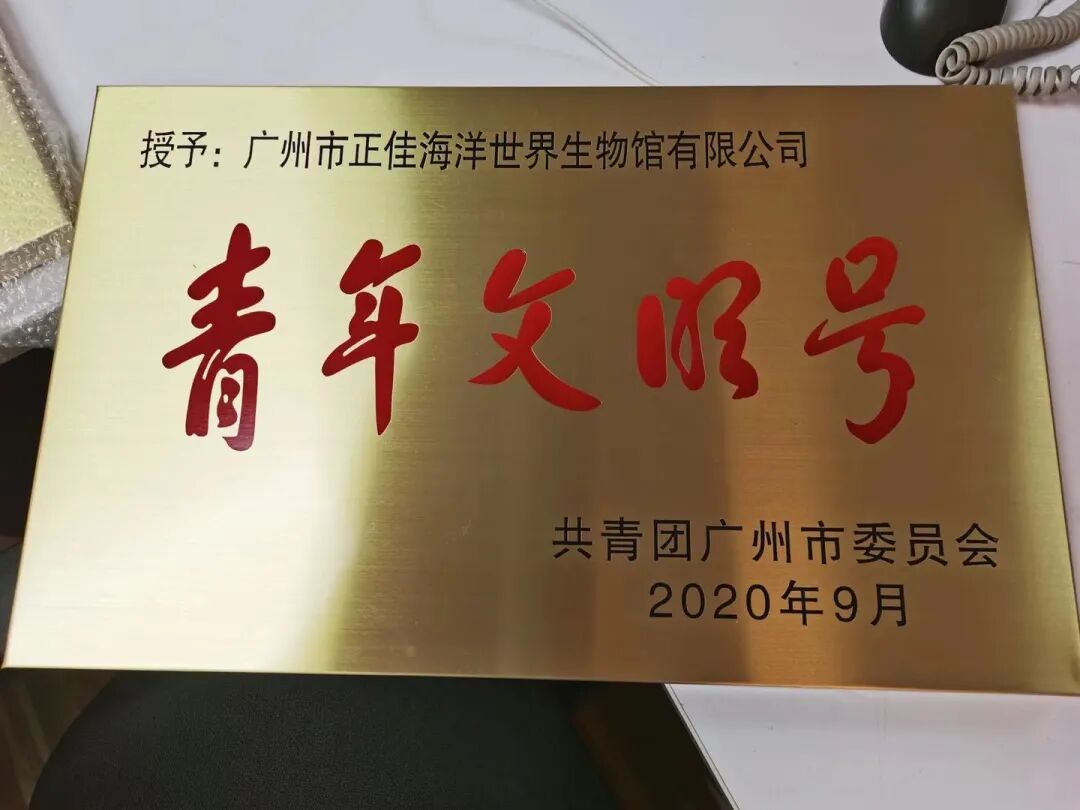 授予：广州市正佳海洋世界生物馆有限公司
青年文明号
共青团广州市委员会
2020年9月